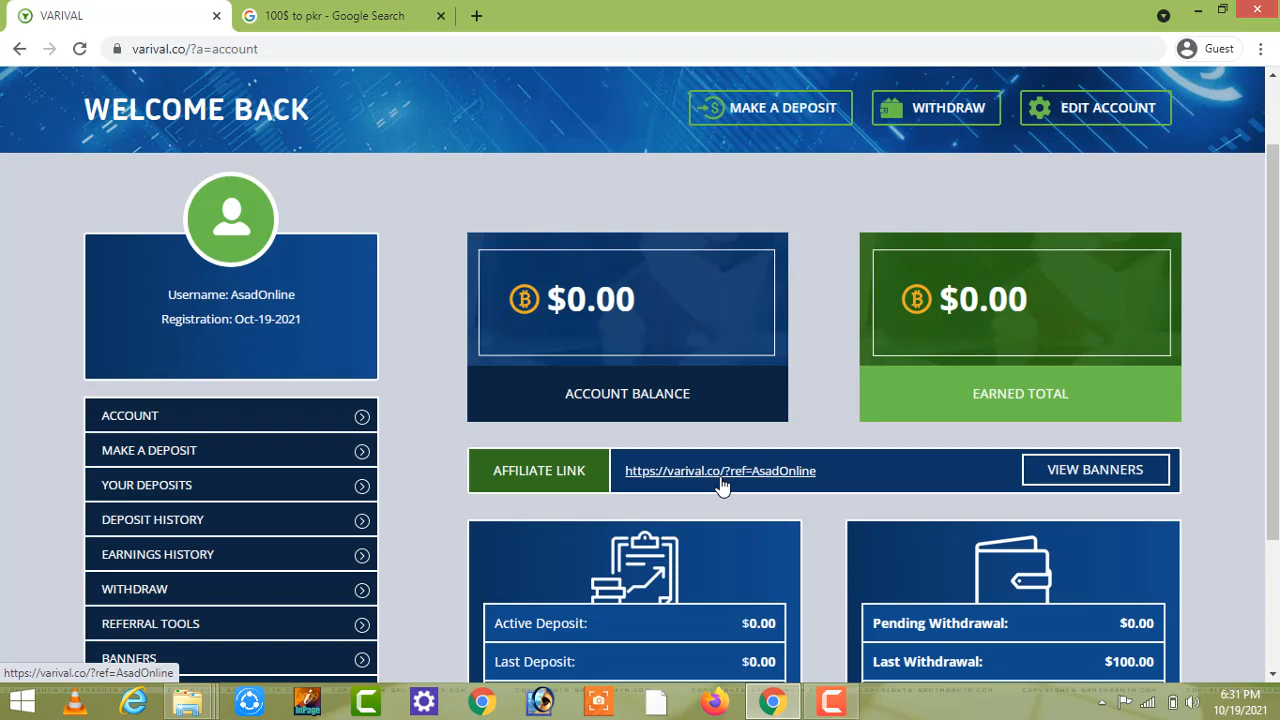 VARIVAL
100$ to pkr - Google Search
varival.co/?a=account
Guest
WELCOME BACK
MAKE A DEPOSIT
WITHDRAW
EDIT ACCOUNT
Username: AsadOnline
Registration: Oct-19-2021
$0.00
ACCOUNT BALANCE
$0.00
EARNED TOTAL
ACCOUNT
MAKE A DEPOSIT
YOUR DEPOSITS
DEPOSIT HISTORY
EARNINGS HISTORY
WITHDRAW
REFERRAL TOOLS
BANNERS
AFFILIATE LINK
https://varival.co/?ref=AsadOnline
VIEW BANNERS
Active Deposit: $0.00
Last Deposit: $0.00
Pending Withdrawal: $0.00
Last Withdrawal: $100.00
https://varival.co/?ref=AsadOnline
InPage
6:31 PM
10/19/2021